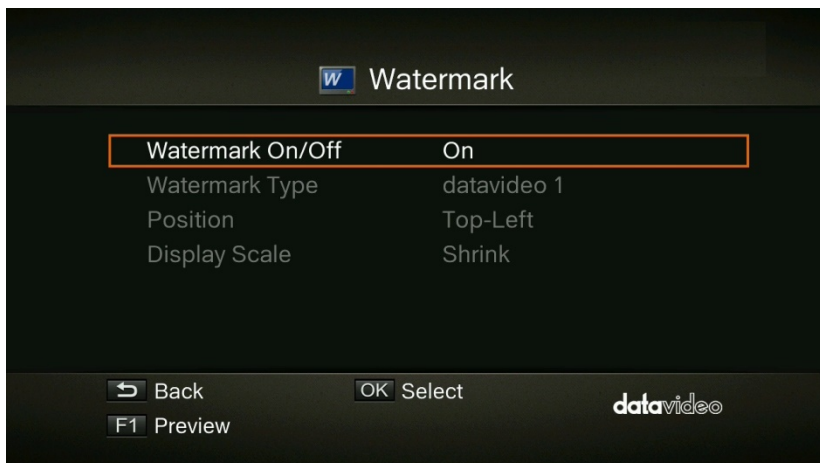 W Watermark
Watermark On/Off On
Watermark Type datavideo 1
Position Top-Left
Display Scale Shrink
Back OK Select
F1 Preview
datavideo